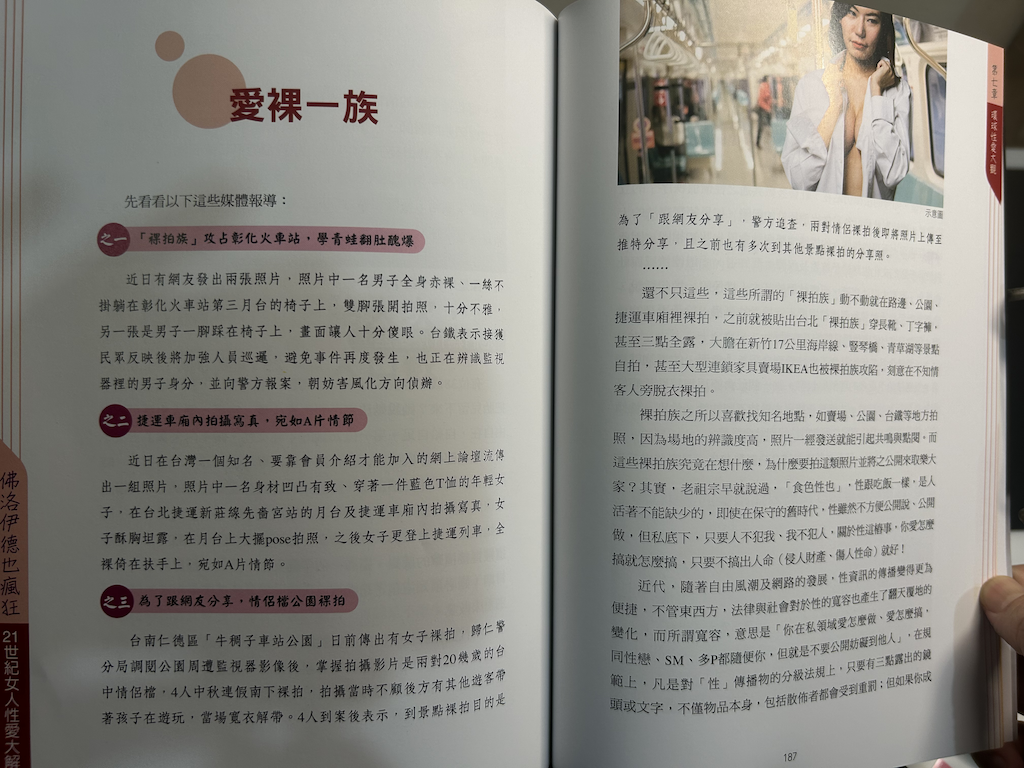 愛裸一族
先看看以下這些媒體報導：
之一 「裸拍族」攻占彰化火車站，學青蛙翻肚醜爆
近日有網友發出兩張照片，照片中一名男子全身赤裸、一絲不
掛躺在彰化火車站第三月台的椅子上，雙腳張開拍照，十分不雅，
另一張是男子一腳踩在椅子上，畫面讓人十分傻眼。台鐵表示接獲
民眾反映後將加強人員巡邏，避免事件再度發生，也正在辨識監視
器裡的男子身分，並向警方報案，朝妨害風化方向偵辦。
之二 捷運車廂內拍攝寫真，宛如A片情節
近日在台灣一個知名、要靠會員介紹才能加入的網上論壇流傳
出一組照片，照片中一名身材凹凸有致、穿著一件藍色T恤的年輕女
子，在台北捷運新莊線先嗇宮站的月台及捷運車廂內拍攝寫真，女
子酥胸坦露，在月台上大擺pose拍照，之後女子更登上捷運列車，全
裸倚在扶手上，宛如A片情節。
之三 為了跟網友分享，情侶檔公園裸拍
台南仁德區「牛稠子車站公園」日前傳出有女子裸拍，歸仁警
分局調閱公園周遭監視器影像後，掌握拍攝影片是兩對20幾歲的台
中情侶檔，4人中秋連假南下裸拍，拍攝當時不顧後方有其他遊客帶
著孩子在遊玩，當場寬衣解帶。4人到案後表示，到景點裸拍目的是
佛洛伊德也瘋狂
21世紀女人性愛大解
第七章 環球性愛大觀
示意圖
為了「跟網友分享」，警方追查，兩對情侶裸拍後即將照片上傳至
推特分享，且之前也有多次到其他景點裸拍的分享照。
……
還不只這些，這些所謂的「裸拍族」動不動就在路邊、公園、
捷運車廂裡裸拍，之前就被貼出台北「裸拍族」穿長靴、丁字褲。
甚至三點全露，大膽在新竹17公里海岸線、豎琴橋、青草湖等景點
自拍，甚至大型連鎖家具賣場IKEA也被裸拍族攻陷，刻意在不知情
客人旁脫衣裸拍。
裸拍族之所以喜歡找知名地點，如賣場、公園、台鐵等地方拍
照，因為場地的辨識度高，照片一經發送就能引起共鳴與點閱。而
這些裸拍族究竟在想什麼，為什麼要拍這類照片並將之公開來取樂大
家？其實，老祖宗早就說過，「食色性也」，性跟吃飯一樣，是人
活著不能缺少的，即使在保守的舊時代，性雖然不方便公開說、公開
做，但私底下，只要人不犯我、我不犯人，關於性這樁事，你愛怎麼
搞就怎麼搞，只要不搞出人命（侵人財產、傷人性命）就好！
近代，隨著自由風潮及網路的發展，性資訊的傳播變得更為
便捷，不管東西方，法律與社會對於性的寬容也產生了翻天覆地的
變化，而所謂寬容，意思是「你在私領域愛怎麼做、愛怎麼搞，
同性戀、SM、多P都隨便你，但就是不要公開妨礙到他人」，在規
範上，凡是對「性」傳播物的分級法規上，只要有三點露出的鏡
頭或文字，不僅物品本身，包括散佈者都會受到重罰；但如果你成
187